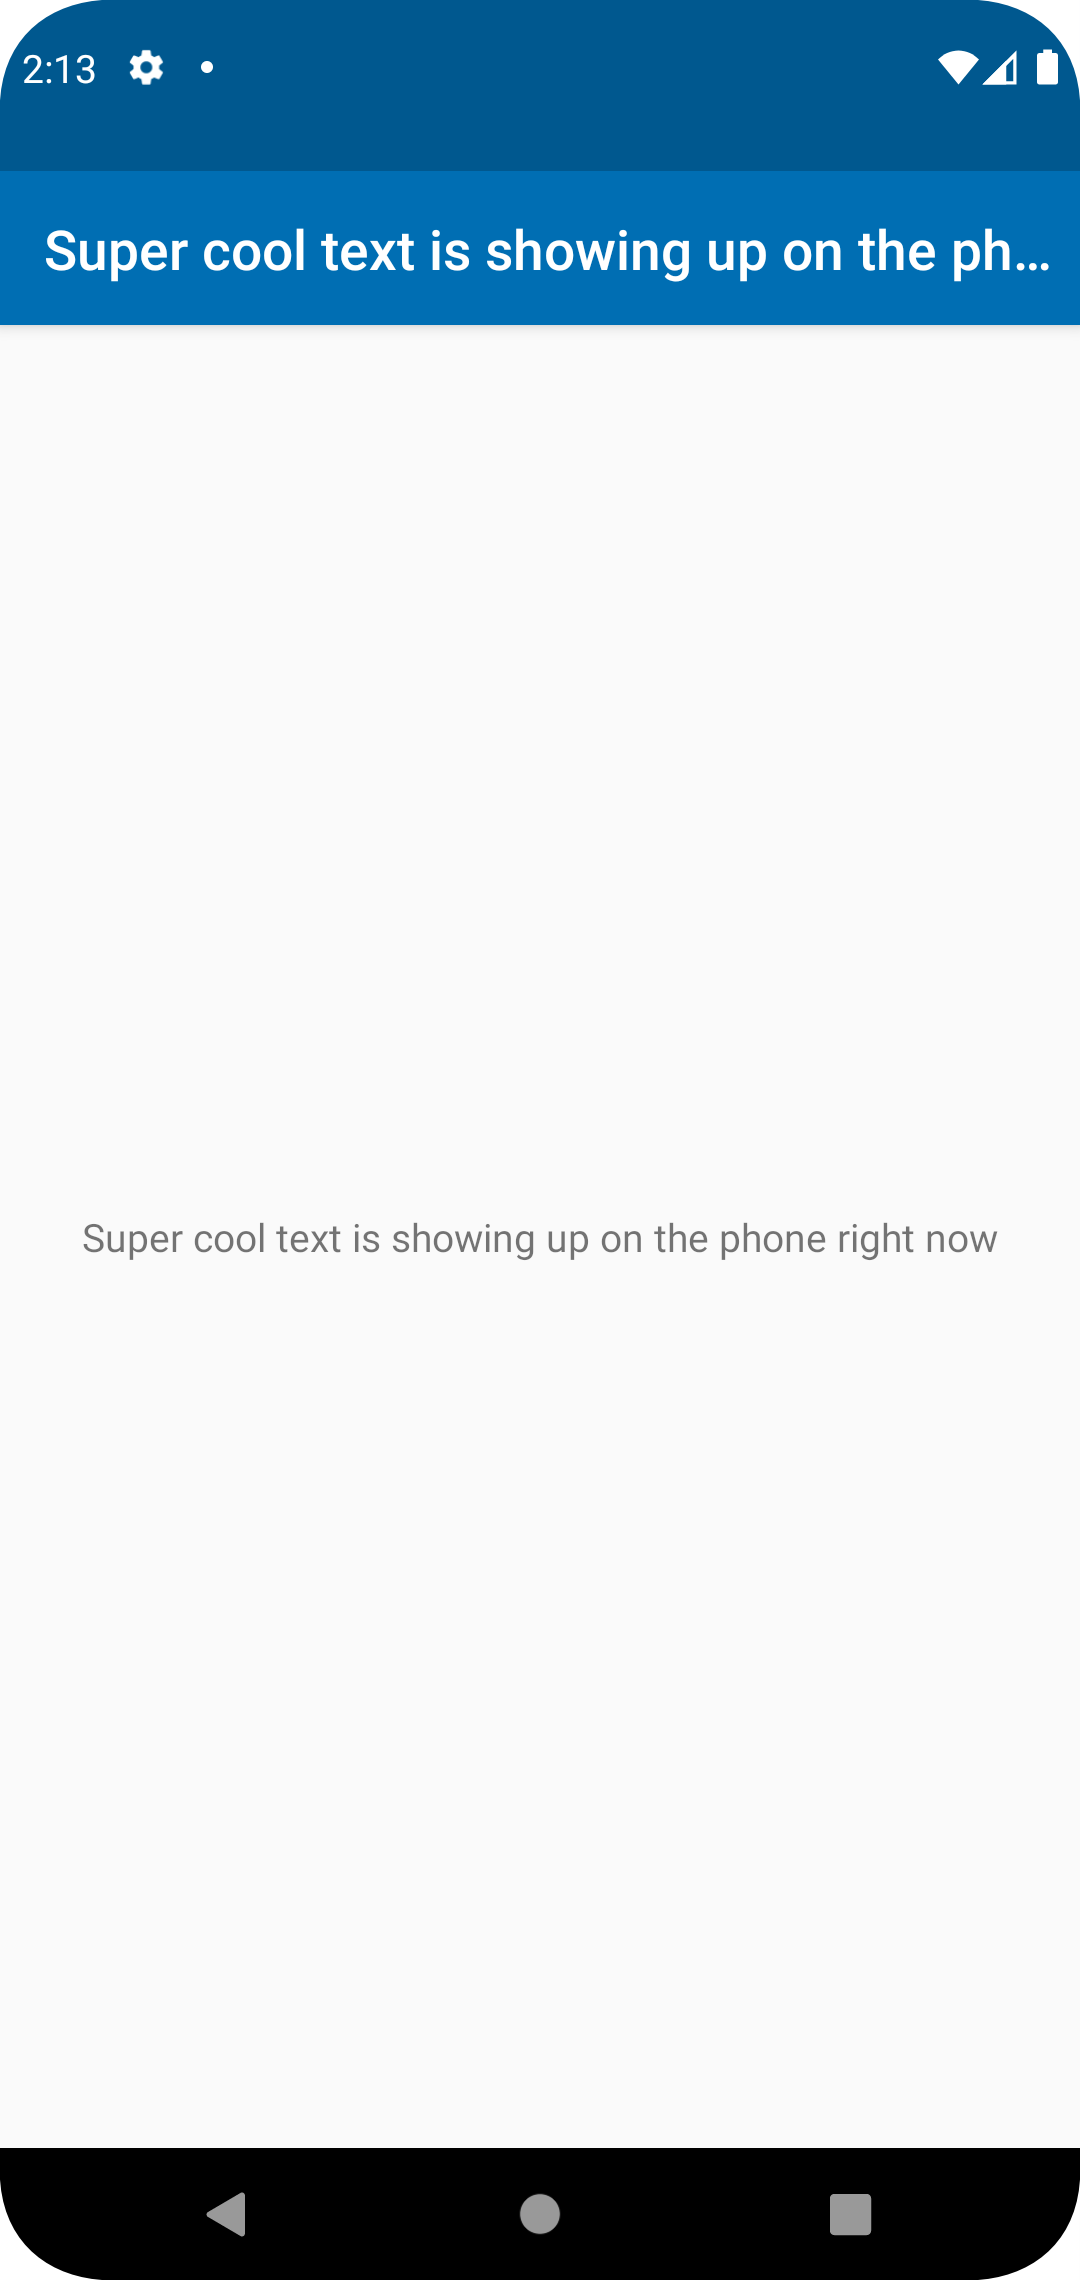 2:13
Super cool text is showing up on the ph...
Super cool text is showing up on the phone right now